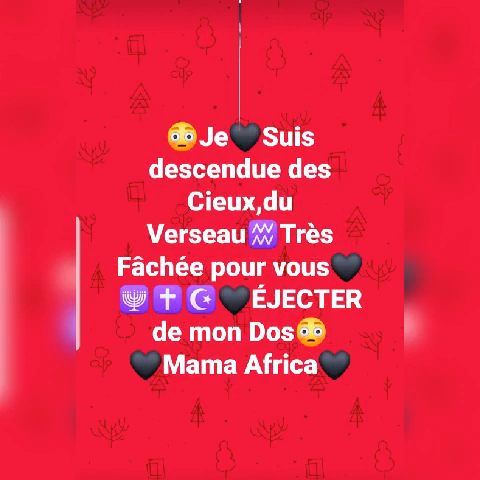 😳Je🖤Suis
descendue des
Cieux,du
Verseau♒Très
Fâchée pour vous🖤
🕎✝️☪️🖤ÉJECTER
de mon Dos😳
🖤Mama Africa🖤